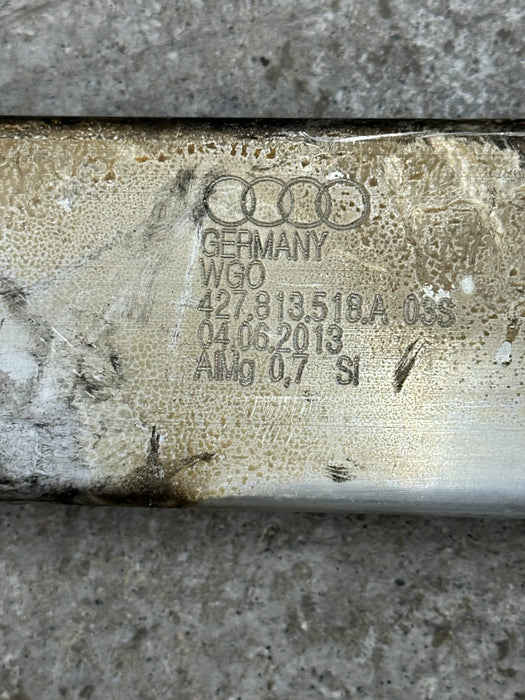 GERMANY
WGO
427.813.518.A 03S
04.06.2013
AlMg 0,7 Si